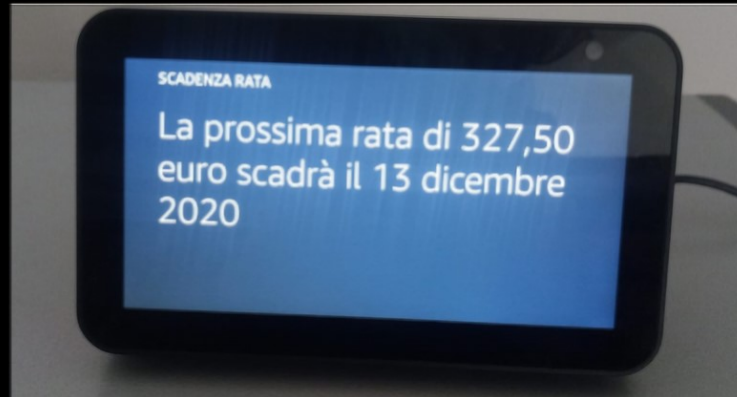 SCADENZA RATA
La prossima rata di 327,50
euro scadrà il 13 dicembre
2020